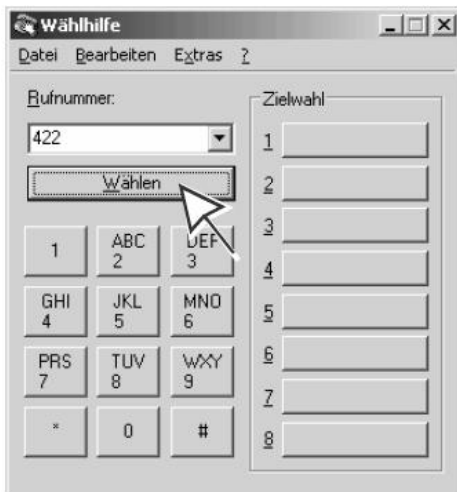 Wählhilfe
Datei Bearbeiten Extras ?
Rufnummer:
422
Wählen
1
ABC
2
DEF
3
GHI
4
JKL
5
MNO
6
PRS
7
TUV
8
WXY
9
*
0
#
Zielwahl
1
2
3
4
5
6
7
8